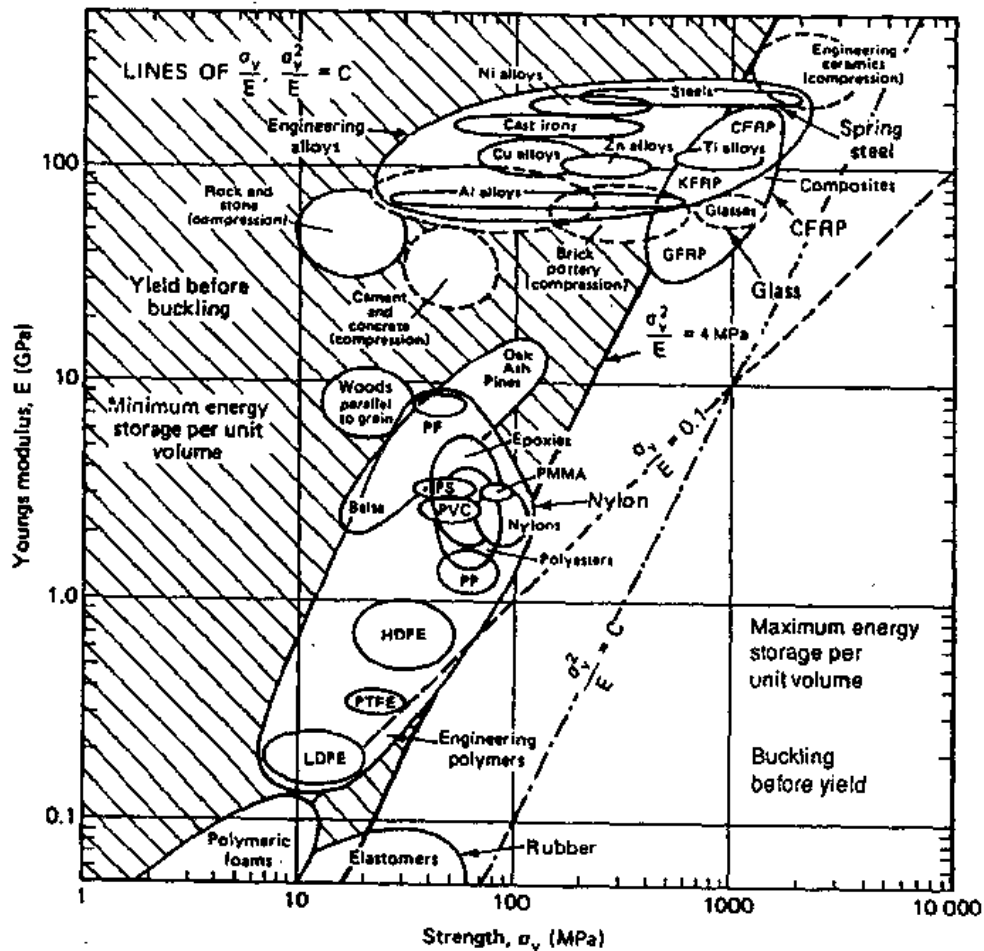 LINES OF σy/E, σy²/E = C
Ni alloys
Engineering
ceramics
(compression)
Steels
Engineering
alloys
Cast irons
CFRP
Spring
steel
Cu alloys
Zn alloys
Ti alloys
100
Al alloys
KFRP
Composites
Rock and
stone
(compression)
Glasses
CFRP
Brick
pottery
(compression)
GFRP
Glass
Yield before
buckling
Cement
and
concrete
(compression)
σy²/E = 4 MPa
Oak
Ash
Pines
10
Woods
parallel
to grain
Minimum energy
storage per unit
volume
PF
Epoxies
σy/E = 0.1
PMMA
PS
Balsa
PVC
Nylon
Nylons
Polyesters
PP
1.0
HDPE
σy²/E = C
Maximum energy
storage per
unit volume
PTFE
Engineering
polymers
LDPE
Buckling
before yield
0.1
Polymeric
foams
Elastomers
Rubber
Youngs modulus, E (GPa)
1
10
100
1000
10 000
Strength, σy (MPa)